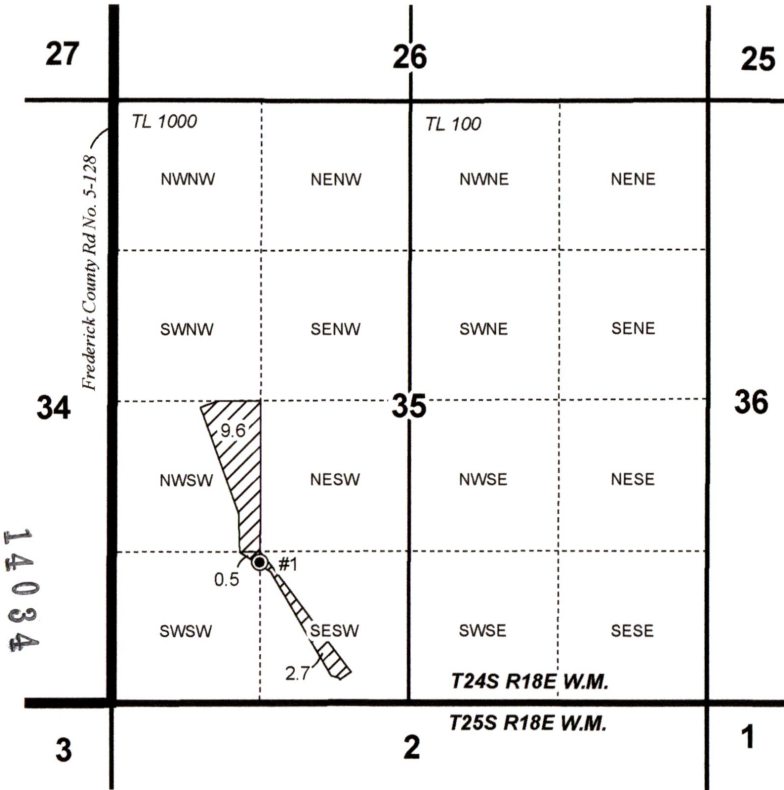 27
26
25
TL 1000
TL 100
Frederick County Rd No. 5-128
NWNW
NENW
NWNE
NENE
SWNW
SENW
SWNE
SENE
34
35
36
9.6
NWSW
NESW
NWSE
NESE
14034
0.5
#1
SWSW
SESW
SWSE
SESE
2.7
T24S R18E W.M.
T25S R18E W.M.
3
2
1